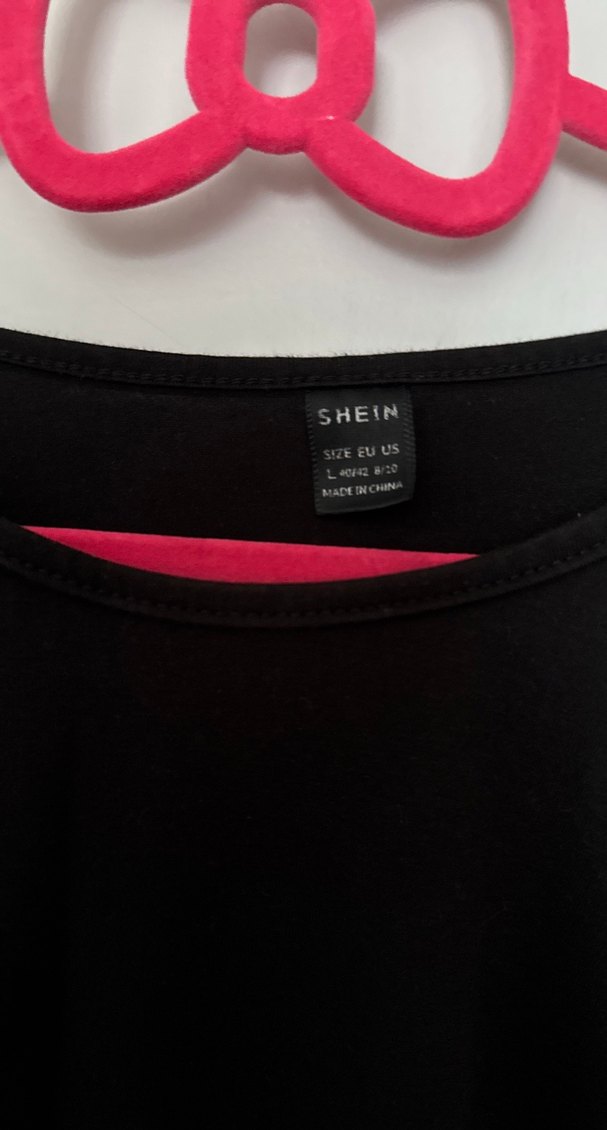 SHEIN
SIZE EU US
L 40/42 8/10
MADE IN CHINA